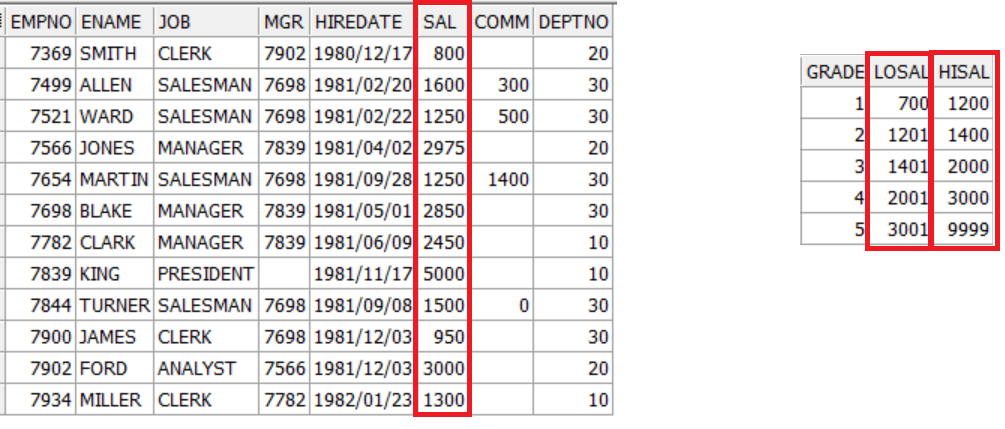 EMPNO ENAME JOB MGR HIREDATE SAL COMM DEPTNO
7369 SMITH CLERK 7902 1980/12/17 800 20
7499 ALLEN SALESMAN 7698 1981/02/20 1600 300 30
7521 WARD SALESMAN 7698 1981/02/22 1250 500 30
7566 JONES MANAGER 7839 1981/04/02 2975 20
7654 MARTIN SALESMAN 7698 1981/09/28 1250 1400 30
7698 BLAKE MANAGER 7839 1981/05/01 2850 30
7782 CLARK MANAGER 7839 1981/06/09 2450 10
7839 KING PRESIDENT 1981/11/17 5000 10
7844 TURNER SALESMAN 7698 1981/09/08 1500 0 30
7900 JAMES CLERK 7698 1981/12/03 950 30
7902 FORD ANALYST 7566 1981/12/03 3000 20
7934 MILLER CLERK 7782 1982/01/23 1300 10
GRADE LOSAL HISAL
1 700 1200
2 1201 1400
3 1401 2000
4 2001 3000
5 3001 9999